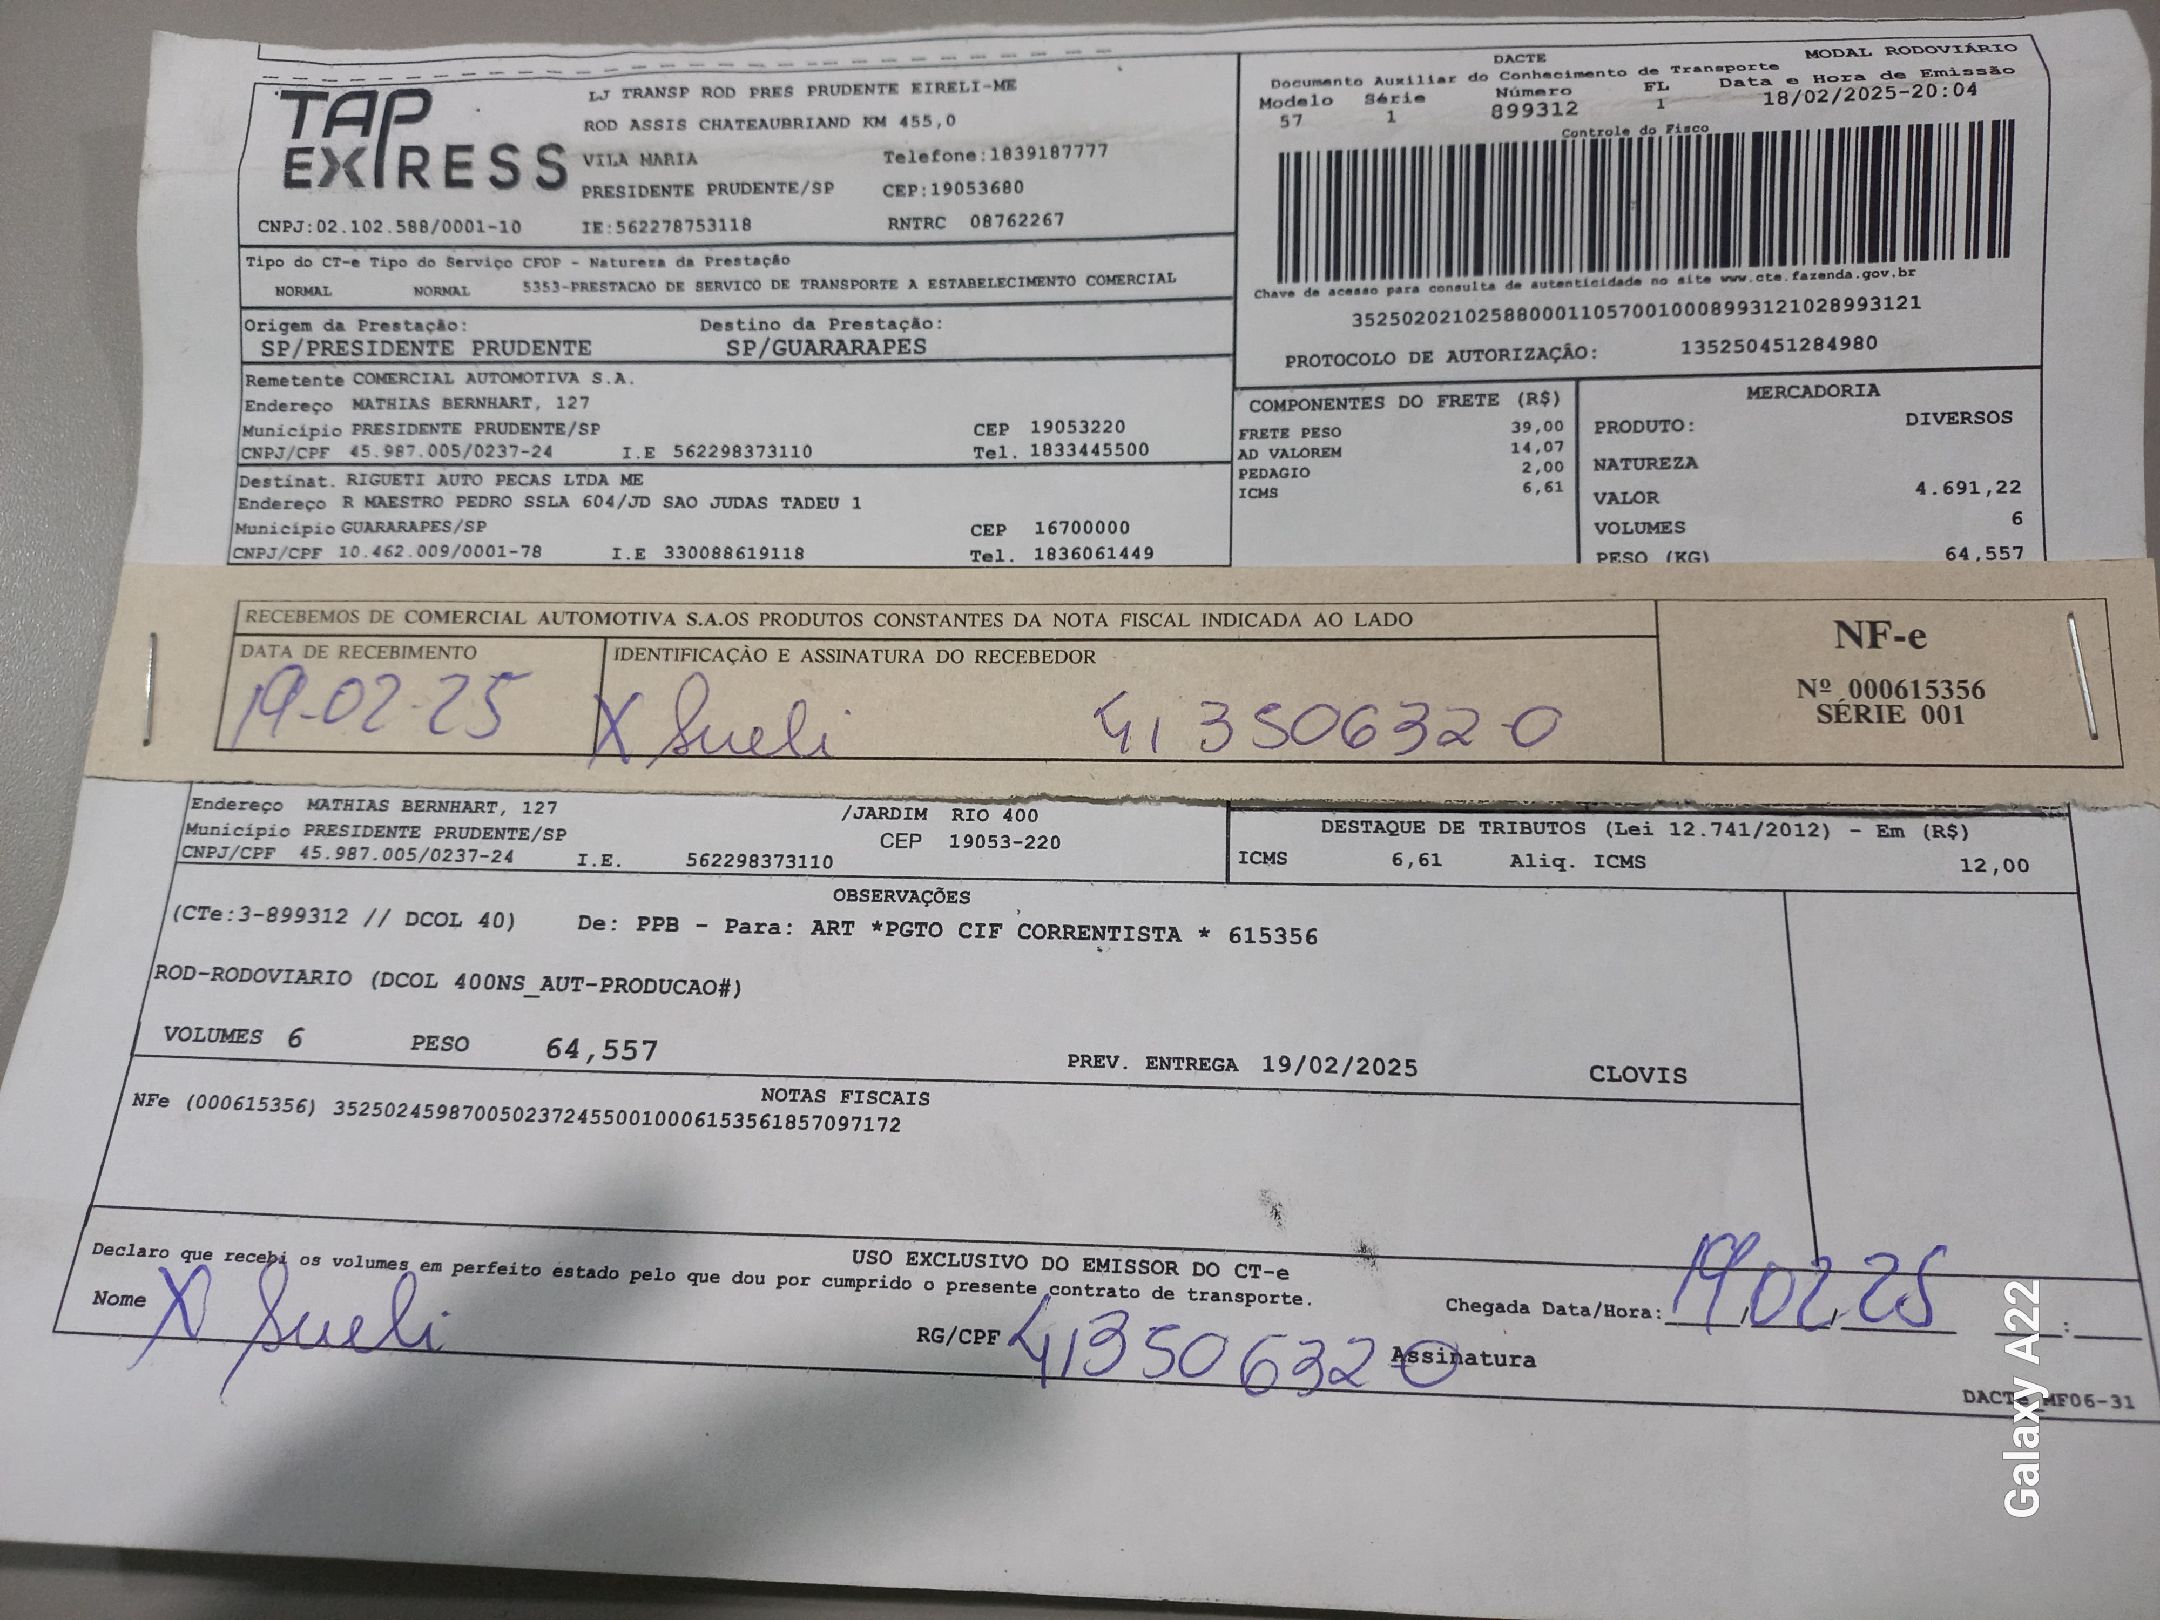 TAP EXPRESS
LJ TRANSP ROD PRES PRUDENTE EIRELI-ME
ROD ASSIS CHATEAUBRIAND KM 455,0
VILA MARIA Telefone:1839187777
PRESIDENTE PRUDENTE/SP CEP:19053680
CNPJ:02.102.588/0001-10 IE:562278753118 RNTRC 08762267
DACTE MODAL RODOVIÁRIO
Documento Auxiliar do Conhecimento de Transporte
Modelo Série Número FL Data e Hora de Emissão
57 1 899312 1 18/02/2025-20:04
Controle do Fisco
Chave de acesso para consulta de autenticidade no site www.cte.fazenda.gov.br
35250202102588000110570010008993121028993121
PROTOCOLO DE AUTORIZAÇÃO: 135250451284980
Tipo do CT-e Tipo do Serviço CFOP - Natureza da Prestação
NORMAL NORMAL 5353-PRESTACAO DE SERVICO DE TRANSPORTE A ESTABELECIMENTO COMERCIAL
Origem da Prestação: Destino da Prestação:
SP/PRESIDENTE PRUDENTE SP/GUARARAPES
Remetente COMERCIAL AUTOMOTIVA S.A.
Endereço MATHIAS BERNHART, 127
Município PRESIDENTE PRUDENTE/SP CEP 19053220
CNPJ/CPF 45.987.005/0237-24 I.E 562298373110 Tel. 1833445500
Destinat. RIGUETI AUTO PECAS LTDA ME
Endereço R MAESTRO PEDRO SSLA 604/JD SAO JUDAS TADEU 1
Município GUARARAPES/SP CEP 16700000
CNPJ/CPF 10.462.009/0001-78 I.E 330088619118 Tel. 1836061449
COMPONENTES DO FRETE (R$)
FRETE PESO 39,00
AD VALOREM 14,07
PEDAGIO 2,00
ICMS 6,61
MERCADORIA
PRODUTO: DIVERSOS
NATUREZA
VALOR 4.691,22
VOLUMES 6
PESO (KG) 64,557
RECEBEMOS DE COMERCIAL AUTOMOTIVA S.A.OS PRODUTOS CONSTANTES DA NOTA FISCAL INDICADA AO LADO
DATA DE RECEBIMENTO IDENTIFICAÇÃO E ASSINATURA DO RECEBEDOR
19-02-25 X Sueli 413506320
NF-e
Nº 000615356
SÉRIE 001
Endereço MATHIAS BERNHART, 127 /JARDIM RIO 400
Município PRESIDENTE PRUDENTE/SP CEP 19053-220
CNPJ/CPF 45.987.005/0237-24 I.E. 562298373110
DESTAQUE DE TRIBUTOS (Lei 12.741/2012) - Em (R$)
ICMS 6,61 Aliq. ICMS 12,00
OBSERVAÇÕES
(CTe:3-899312 // DCOL 40) De: PPB - Para: ART *PGTO CIF CORRENTISTA * 615356
ROD-RODOVIARIO (DCOL 400NS_AUT-PRODUCAO#)
VOLUMES 6 PESO 64,557 PREV. ENTREGA 19/02/2025 CLOVIS
NOTAS FISCAIS
NFe (000615356) 35250245987005023724550010006153561857097172
USO EXCLUSIVO DO EMISSOR DO CT-e
Declaro que recebi os volumes em perfeito estado pelo que dou por cumprido o presente contrato de transporte.
Nome X Sueli RG/CPF 413506320 Assinatura
Chegada Data/Hora: 19 02 25 :
DACTE MF06-31
Galaxy A22